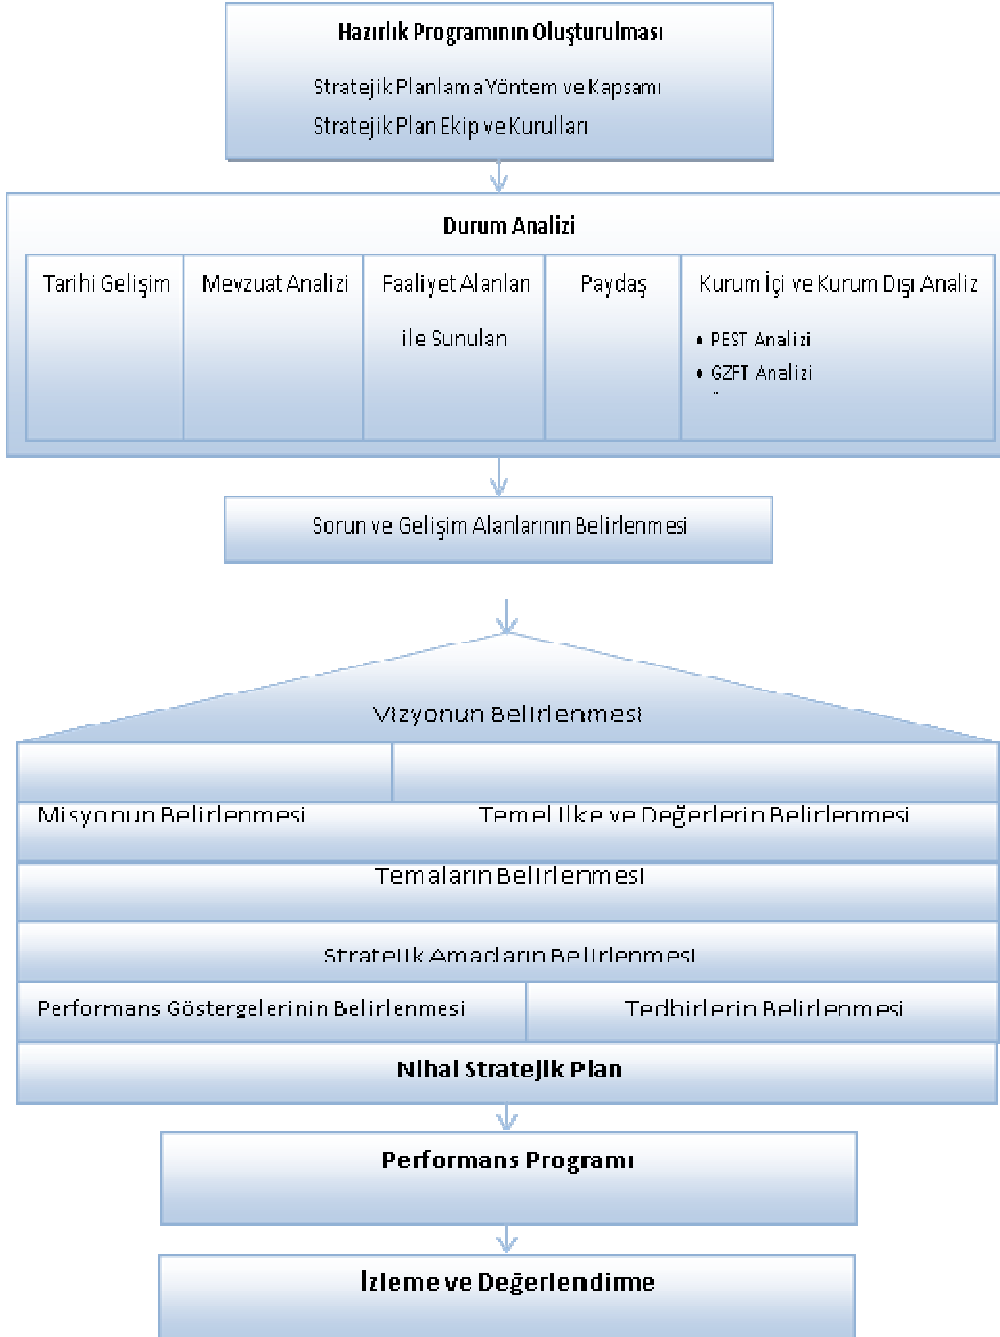 Hazırlık Programının Oluşturulması
Stratejik Planlama Yöntem ve Kapsamı
Stratejik Plan Ekip ve Kurulları
Durum Analizi
Tarihi Gelişim
Mevzuat Analizi
Faaliyet Alanları
ile Sunulan
Paydaş
Kurum İçi ve Kurum Dışı Analiz
• PEST Analizi
• GZFT Analizi
Sorun ve Gelişim Alanlarının Belirlenmesi
Vizyonun Belirlenmesi
Misyonun Belirlenmesi
Temel İlke ve Değerlerin Belirlenmesi
Temaların Belirlenmesi
Stratejik Amaçların Belirlenmesi
Performans Göstergelerinin Belirlenmesi
Tedbirlerin Belirlenmesi
Nihai Stratejik Plan
Performans Programı
İzleme ve Değerlendirme